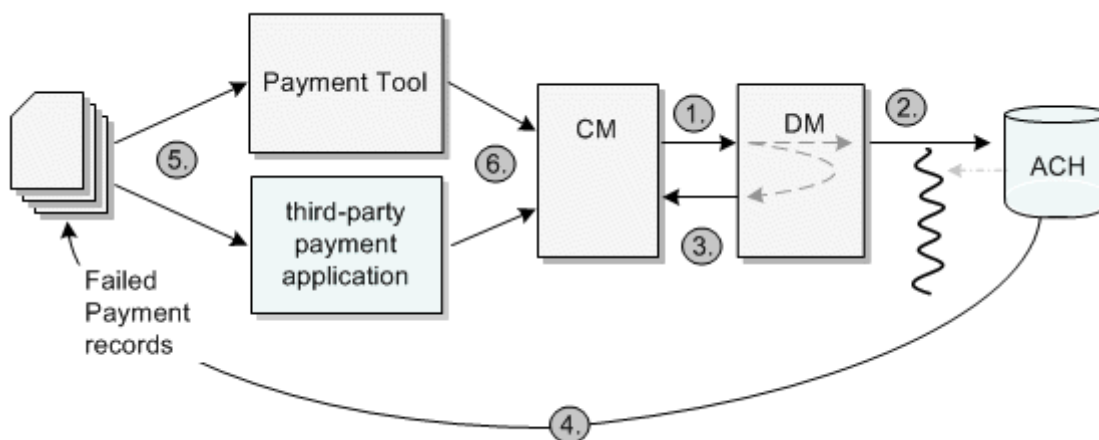 Payment Tool
CM
1.
DM
2.
ACH
5.
6.
third-party
payment
application
3.
Failed
Payment
records
4.